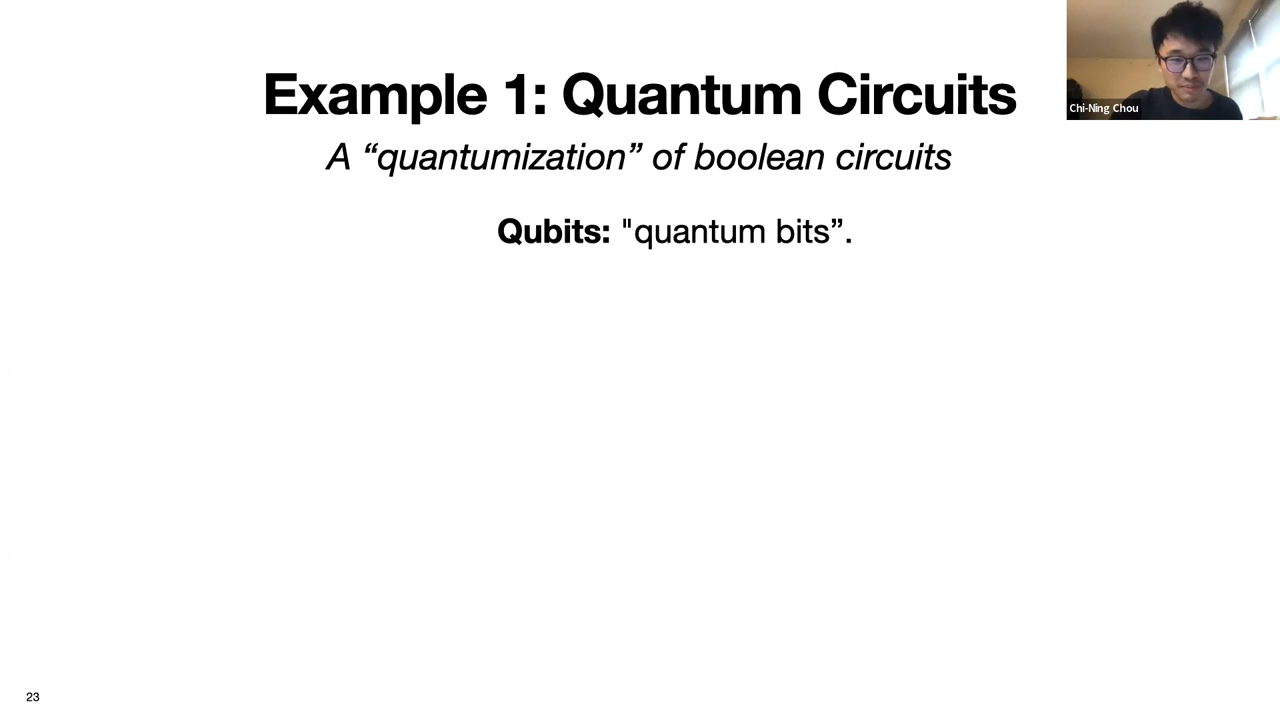 Example 1: Quantum Circuits
A “quantumization” of boolean circuits
Qubits: "quantum bits”.
Chi-Ning Chou
23